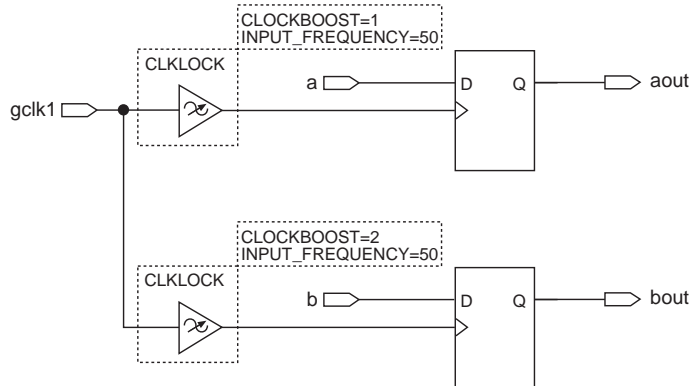 CLOCKBOOST=1
INPUT_FREQUENCY=50
CLKLOCK
a
D
Q
aout
gclk1
CLOCKBOOST=2
INPUT_FREQUENCY=50
CLKLOCK
b
D
Q
bout